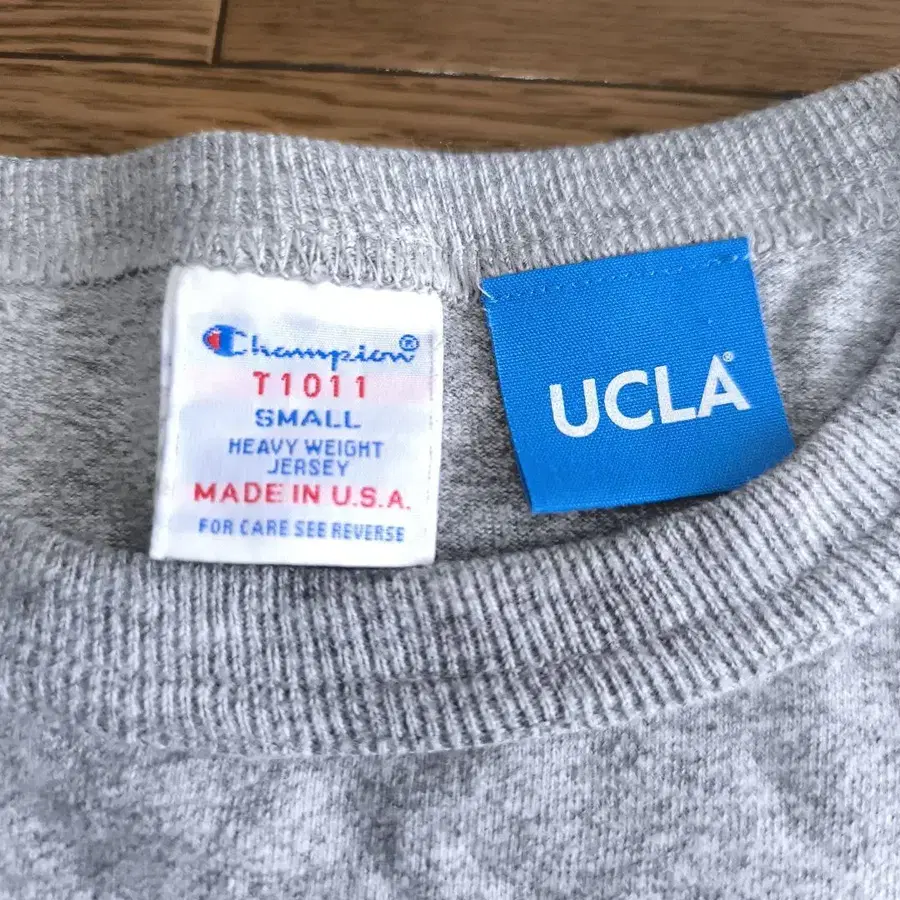 Champion®
T1011
SMALL
HEAVY WEIGHT
JERSEY
MADE IN U.S.A.
FOR CARE SEE REVERSE
UCLA®